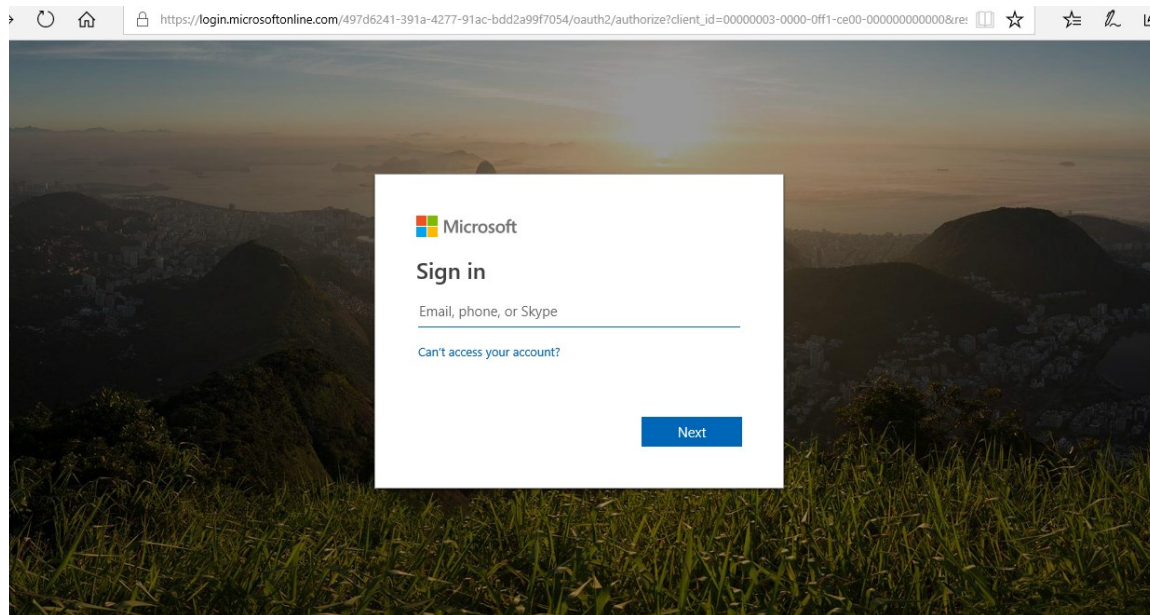 https://login.microsoftonline.com/497d6241-391a-4277-91ac-bdd2a99f7054/oauth2/authorize?client_id=00000003-0000-0ff1-ce00-000000000000&res
Microsoft
Sign in
Email, phone, or Skype
Can't access your account?
Next